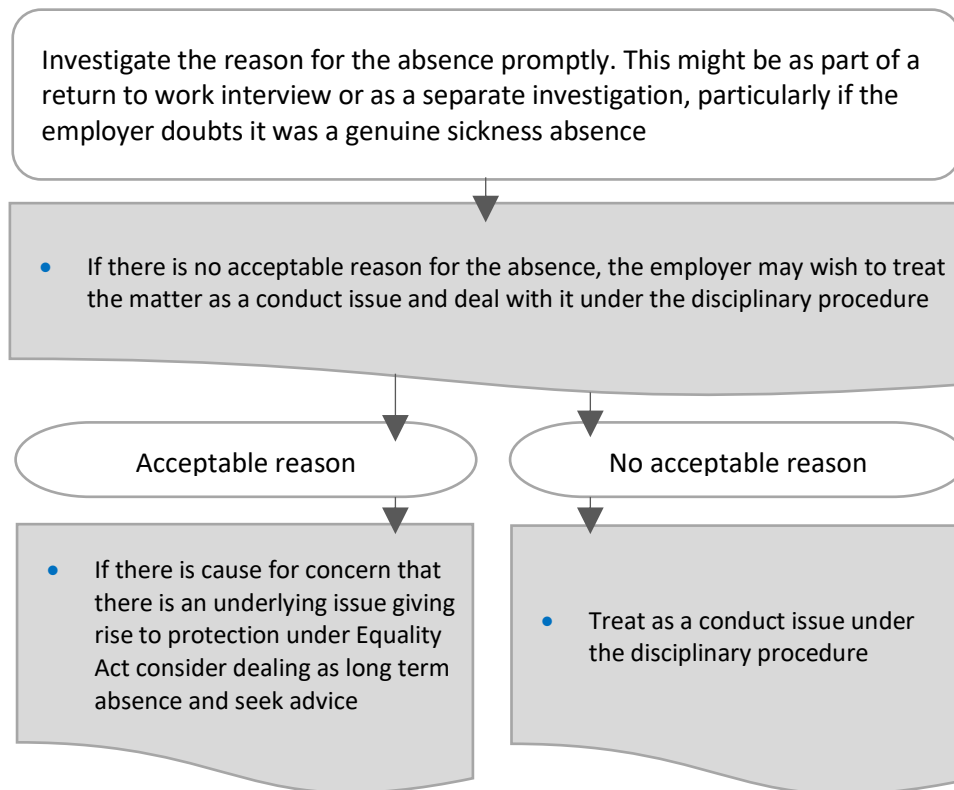 Investigate the reason for the absence promptly. This might be as part of a
return to work interview or as a separate investigation, particularly if the
employer doubts it was a genuine sickness absence
• If there is no acceptable reason for the absence, the employer may wish to treat
the matter as a conduct issue and deal with it under the disciplinary procedure
Acceptable reason
No acceptable reason
• If there is cause for concern that
there is an underlying issue giving
rise to protection under Equality
Act consider dealing as long term
absence and seek advice
• Treat as a conduct issue under
the disciplinary procedure